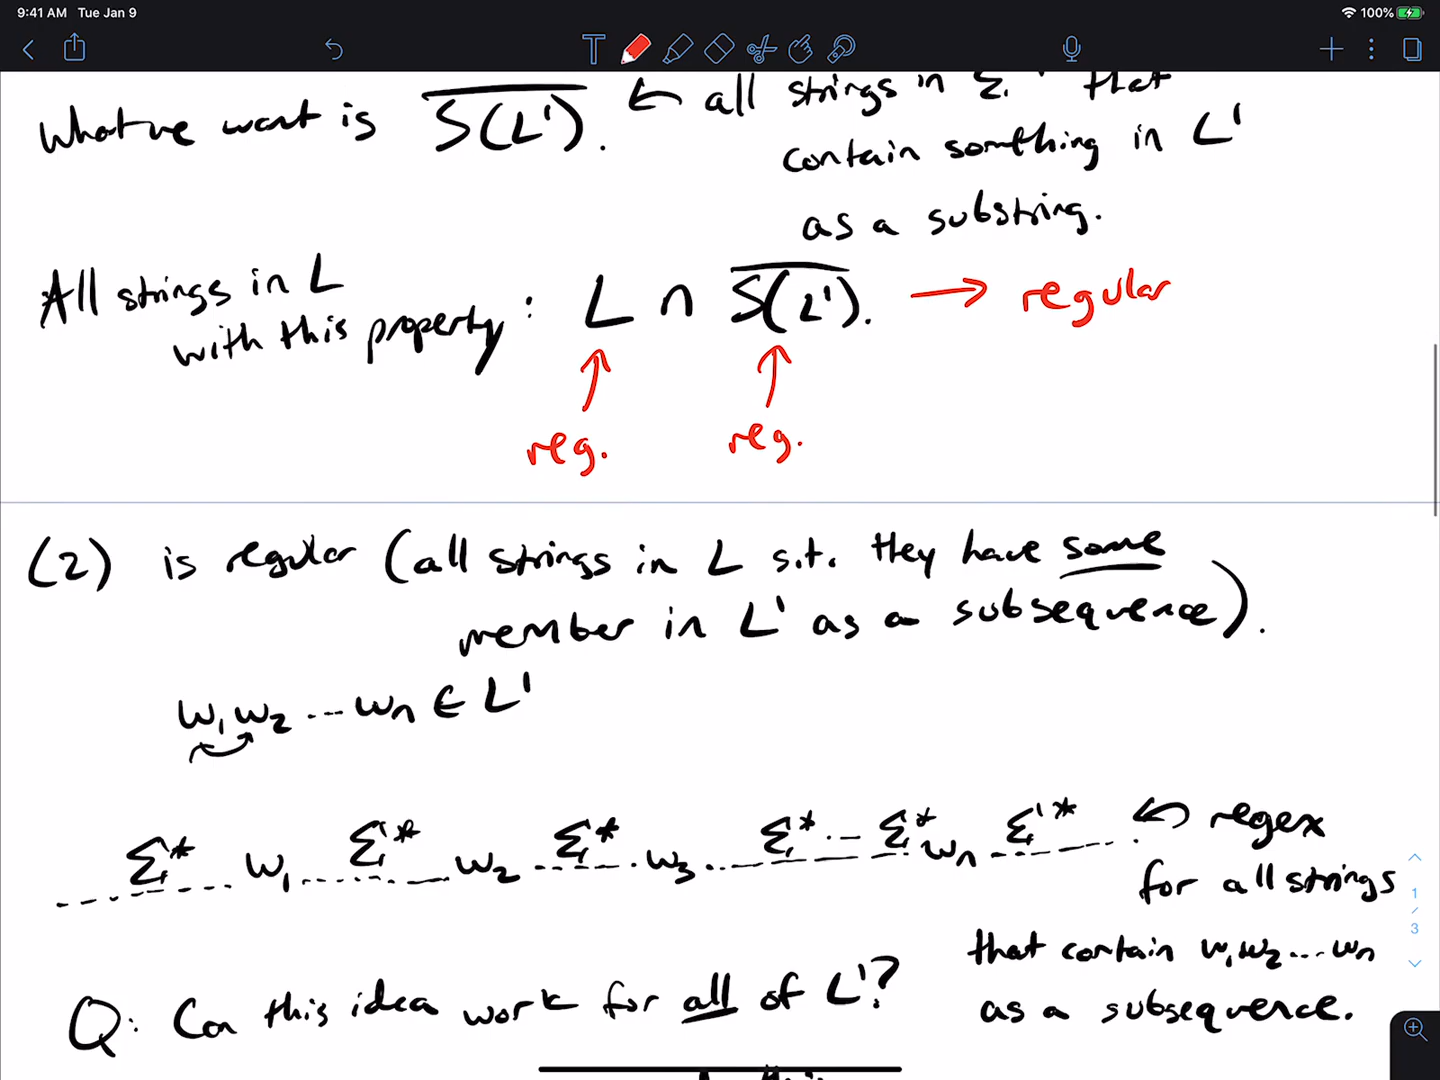 9:41 AM Tue Jan 9
100%
What we want is S(L').
← all strings in Σ* that
contain something in L'
as a substring.
All strings in L
with this property: L ∩ S(L'). → regular
reg. reg.
(2) is regular (all strings in L s.t. they have some
member in L' as a subsequence).
w₁w₂ ... wₙ ∈ L'
Σ* w₁ Σ* w₂ Σ* w₃ Σ* ... Σ* wₙ Σ*
← regex
for all strings
that contain w₁w₂...wₙ
as a subsequence.
Q: Can this idea work for all of L'?
1
/
3